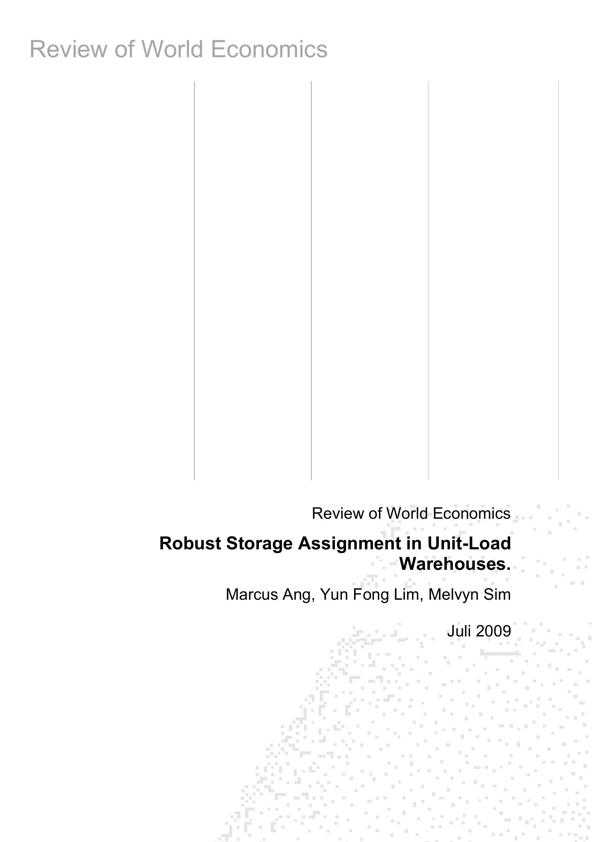 Review of World Economics
Review of World Economics
Robust Storage Assignment in Unit-Load
Warehouses.
Marcus Ang, Yun Fong Lim, Melvyn Sim
Juli 2009